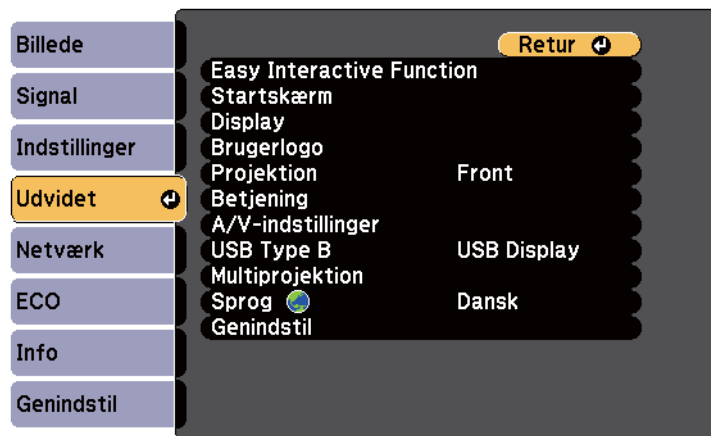 Billede
Signal
Indstillinger
Udvidet
Netværk
ECO
Info
Genindstil
Retur
Easy Interactive Function
Startskærm
Display
Brugerlogo
Projektion Front
Betjening
A/V-indstillinger
USB Type B USB Display
Multiprojektion
Sprog Dansk
Genindstil